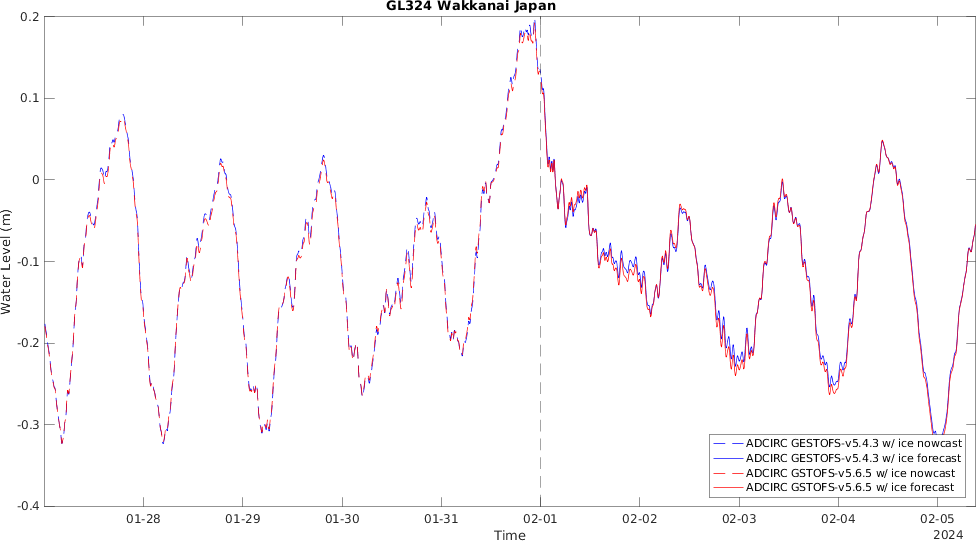 GL324 Wakkanai Japan
0.2
0.1
0
-0.1
-0.2
-0.3
-0.4
Water Level (m)
ADCIRC GESTOFS-v5.4.3 w/ ice nowcast
ADCIRC GESTOFS-v5.4.3 w/ ice forecast
ADCIRC GSTOFS-v5.6.5 w/ ice nowcast
ADCIRC GSTOFS-v5.6.5 w/ ice forecast
01-28 01-29 01-30 01-31 02-01 02-02 02-03 02-04 02-05
Time
2024